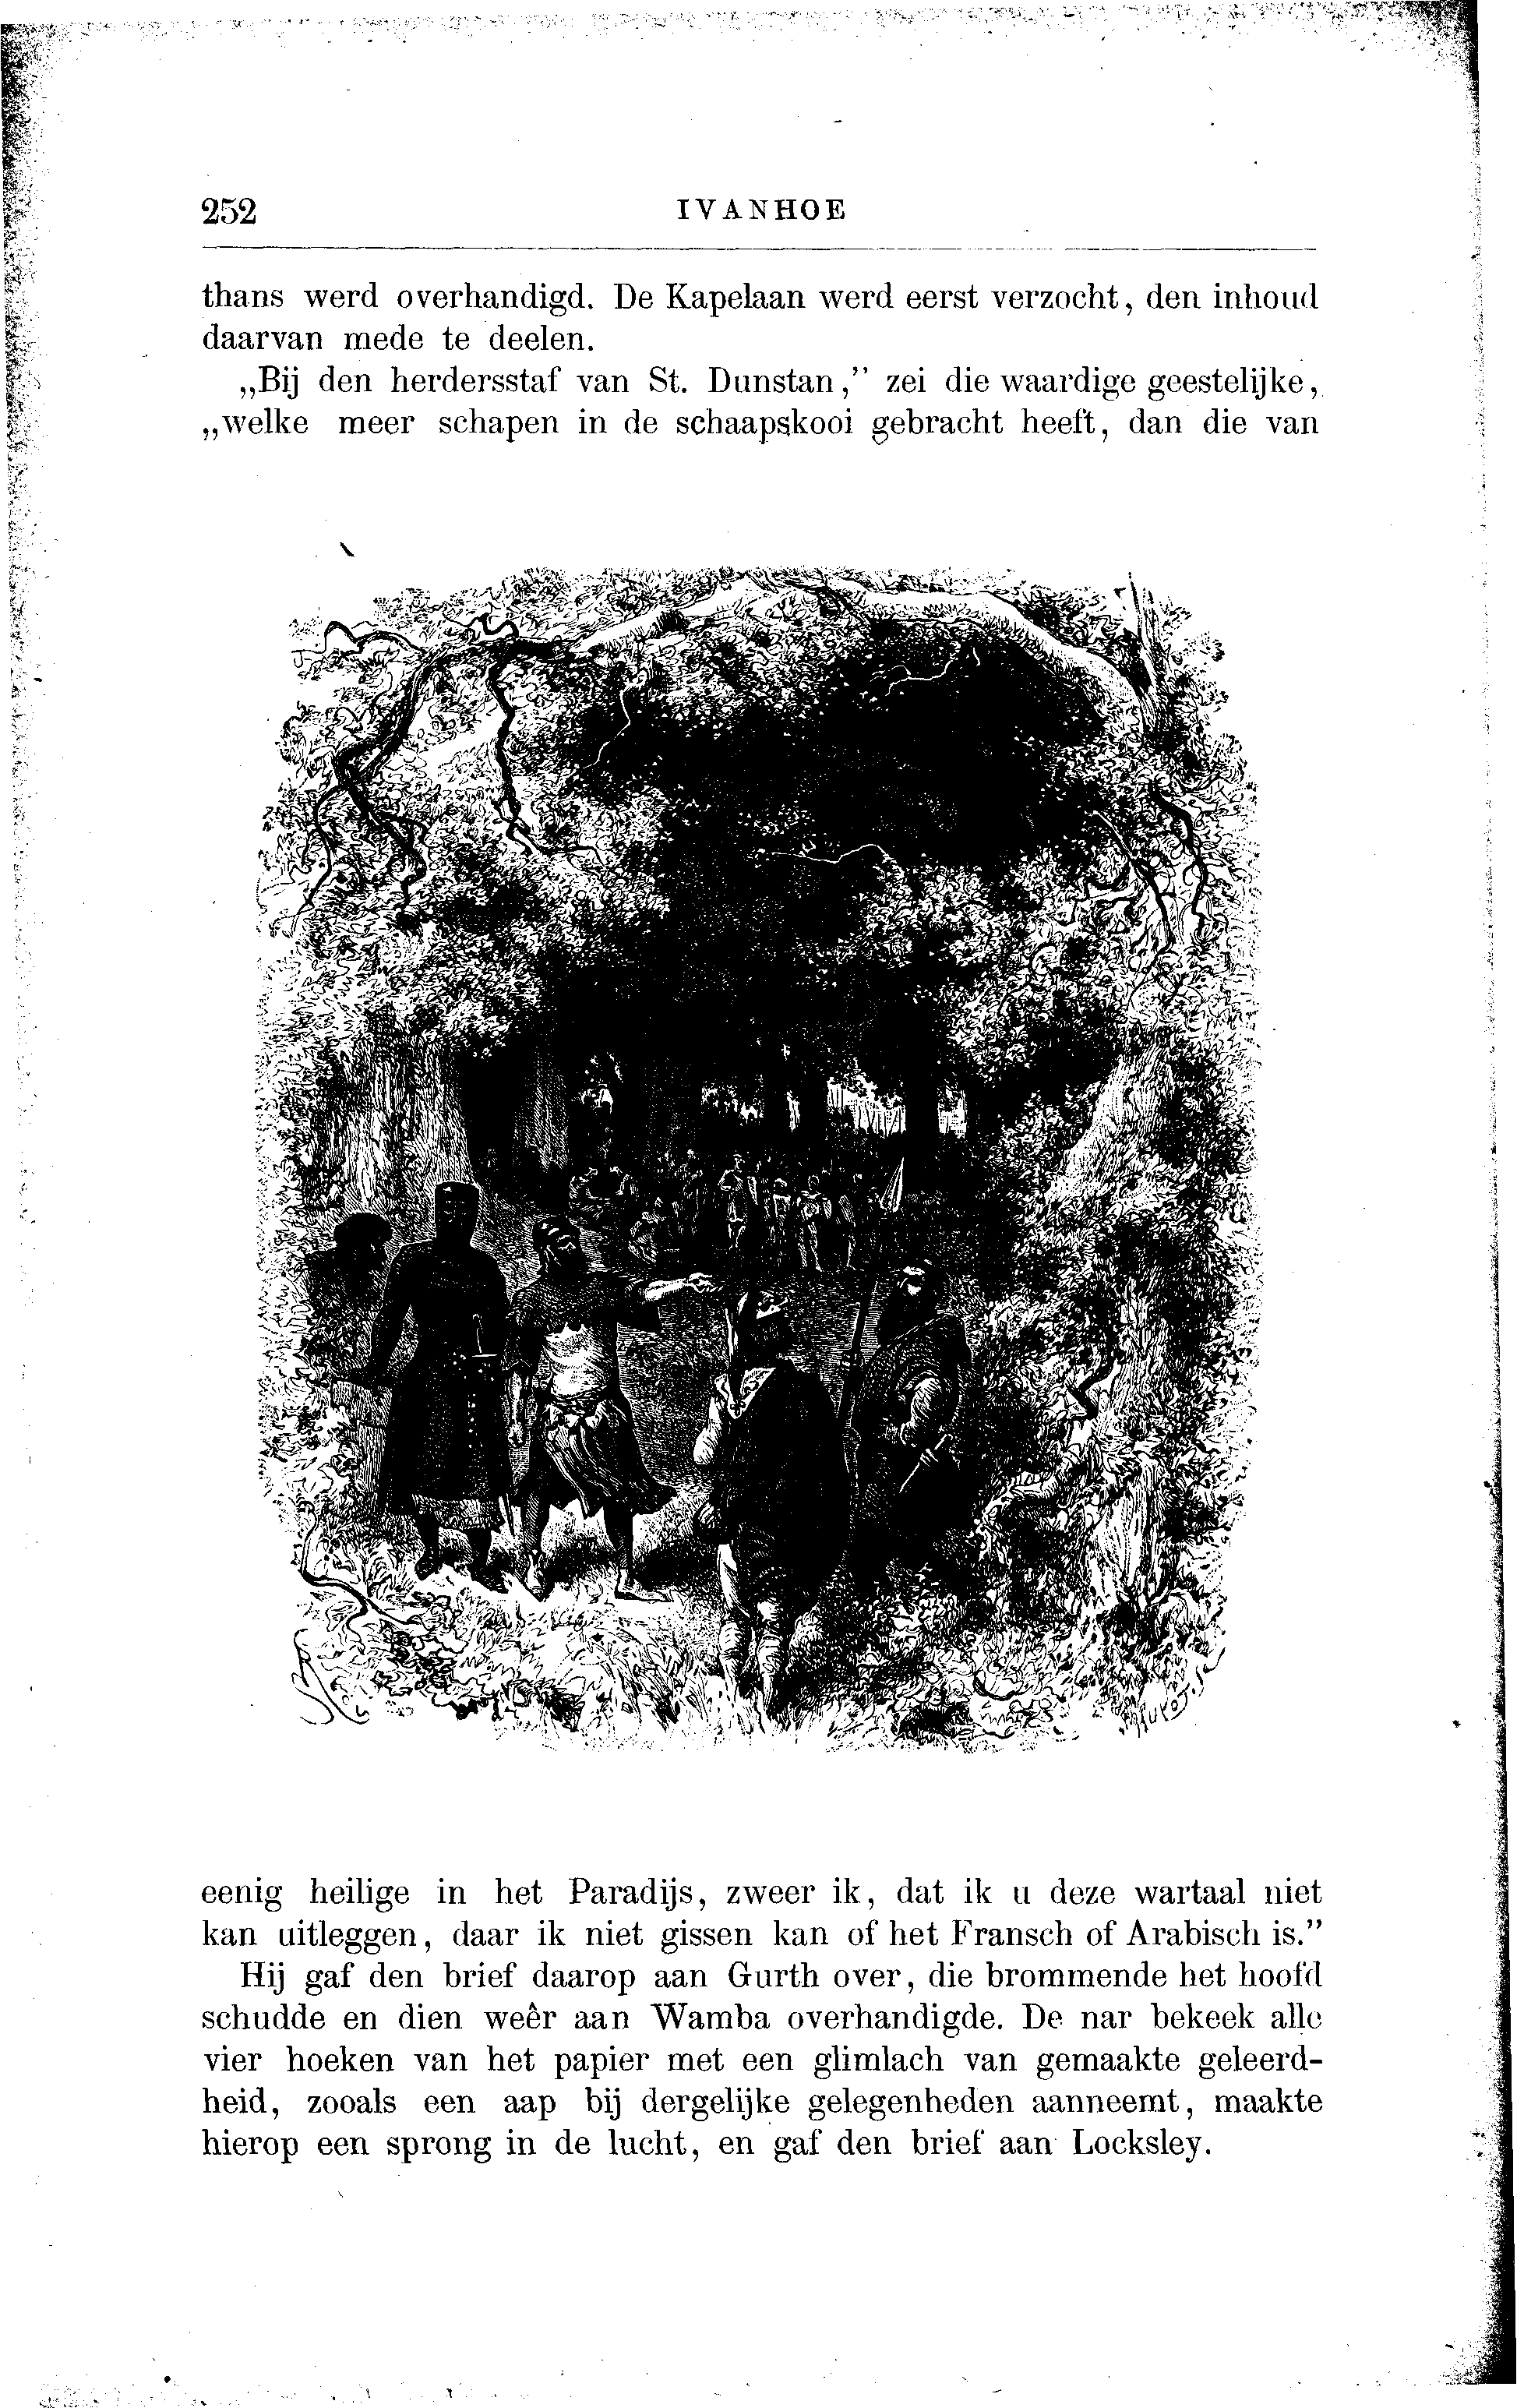 252
IVANHOE
thans werd overhandigd. De Kapelaan werd eerst verzocht, den inhoud
daarvan mede te deelen.
„Bij den herdersstaf van St. Dunstan,” zei die waardige geestelijke,
„welke meer schapen in de schaapskooi gebracht heeft, dan die van
eenig heilige in het Paradijs, zweer ik, dat ik u deze wartaal niet
kan uitleggen, daar ik niet gissen kan of het Fransch of Arabisch is.”
Hij gaf den brief daarop aan Gurth over, die brommende het hoofd
schudde en dien weêr aan Wamba overhandigde. De nar bekeek alle
vier hoeken van het papier met een glimlach van gemaakte geleerd-
heid, zooals een aap bij dergelijke gelegenheden aanneemt, maakte
hierop een sprong in de lucht, en gaf den brief aan Locksley.